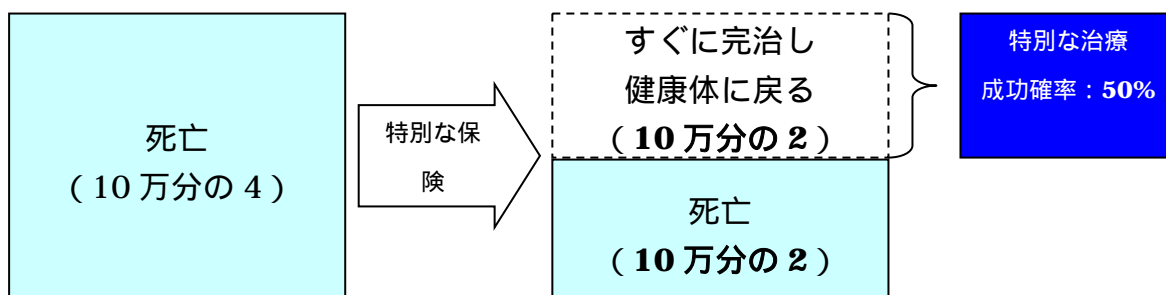 死亡
(10万分の4)
特別な保
険
すぐに完治し
健康体に戻る
(10万分の2)
死亡
(10万分の2)
特別な治療
成功確率:50%